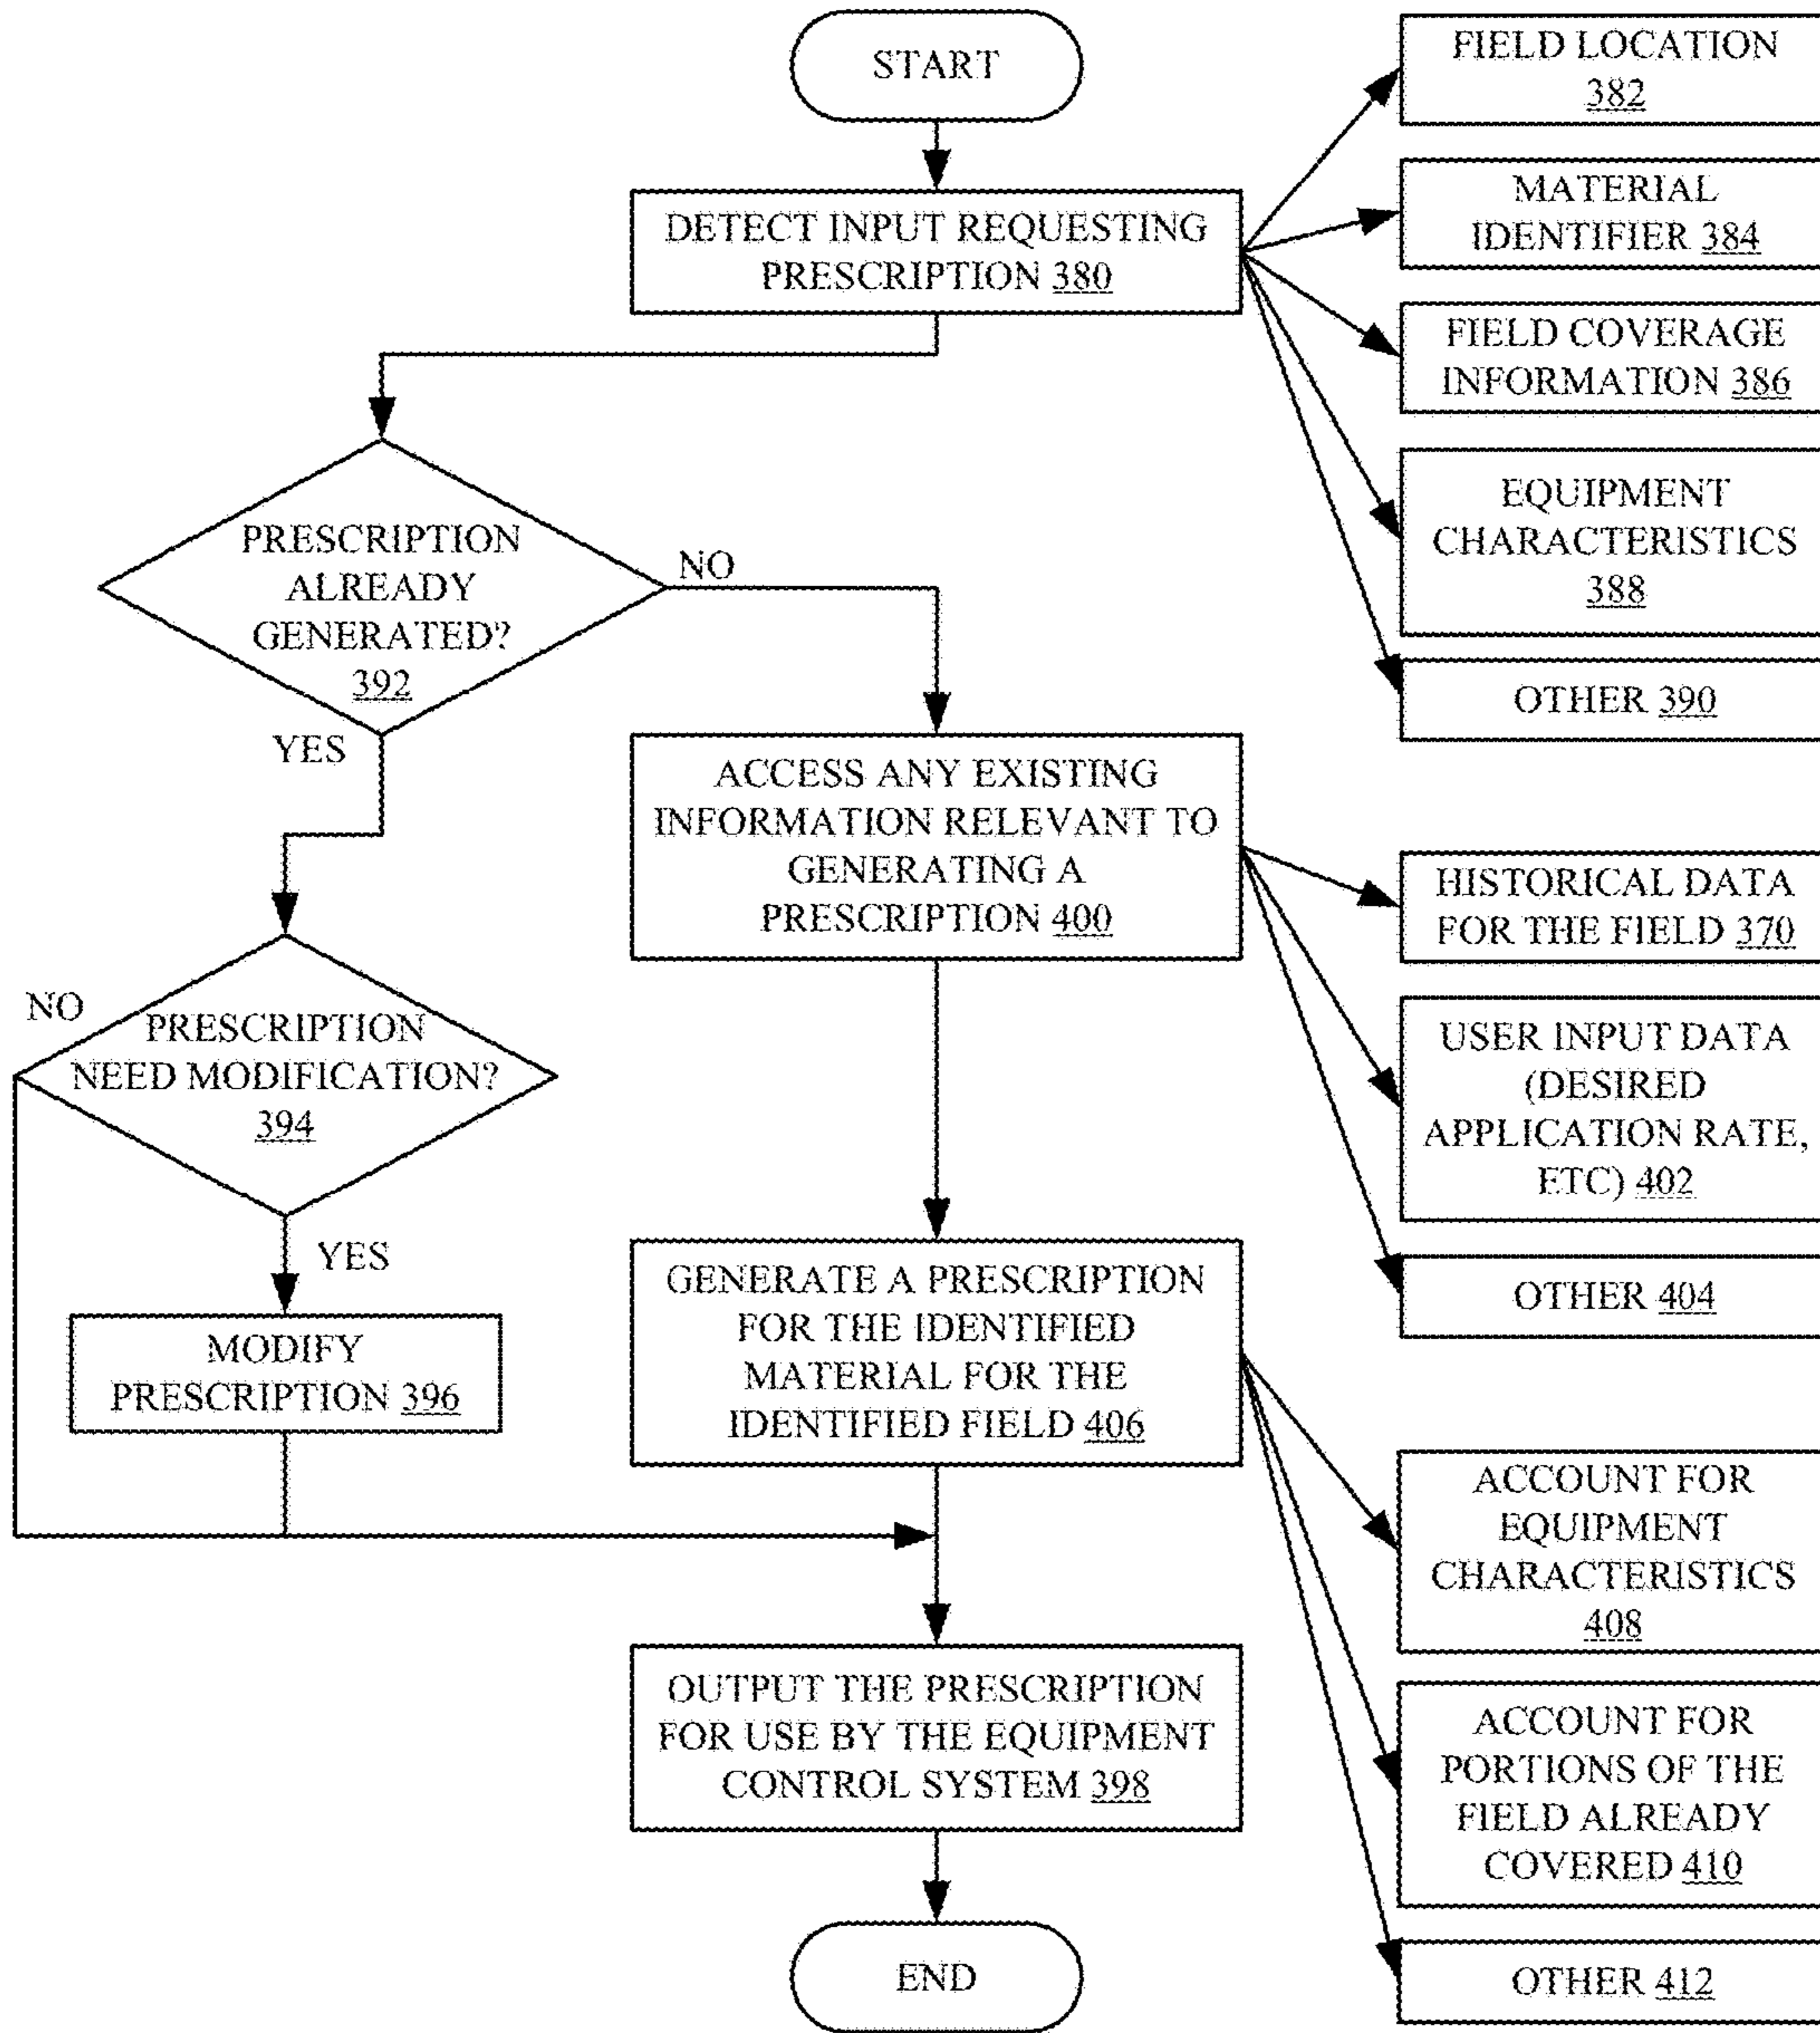 START
DETECT INPUT REQUESTING
PRESCRIPTION 380
FIELD LOCATION
382
MATERIAL
IDENTIFIER 384
FIELD COVERAGE
INFORMATION 386
EQUIPMENT
CHARACTERISTICS
388
OTHER 390
PRESCRIPTION
ALREADY
GENERATED?
392
NO
YES
ACCESS ANY EXISTING
INFORMATION RELEVANT TO
GENERATING A
PRESCRIPTION 400
HISTORICAL DATA
FOR THE FIELD 370
USER INPUT DATA
(DESIRED
APPLICATION RATE,
ETC) 402
OTHER 404
NO
PRESCRIPTION
NEED MODIFICATION?
394
YES
MODIFY
PRESCRIPTION 396
GENERATE A PRESCRIPTION
FOR THE IDENTIFIED
MATERIAL FOR THE
IDENTIFIED FIELD 406
ACCOUNT FOR
EQUIPMENT
CHARACTERISTICS
408
ACCOUNT FOR
PORTIONS OF THE
FIELD ALREADY
COVERED 410
OTHER 412
OUTPUT THE PRESCRIPTION
FOR USE BY THE EQUIPMENT
CONTROL SYSTEM 398
END